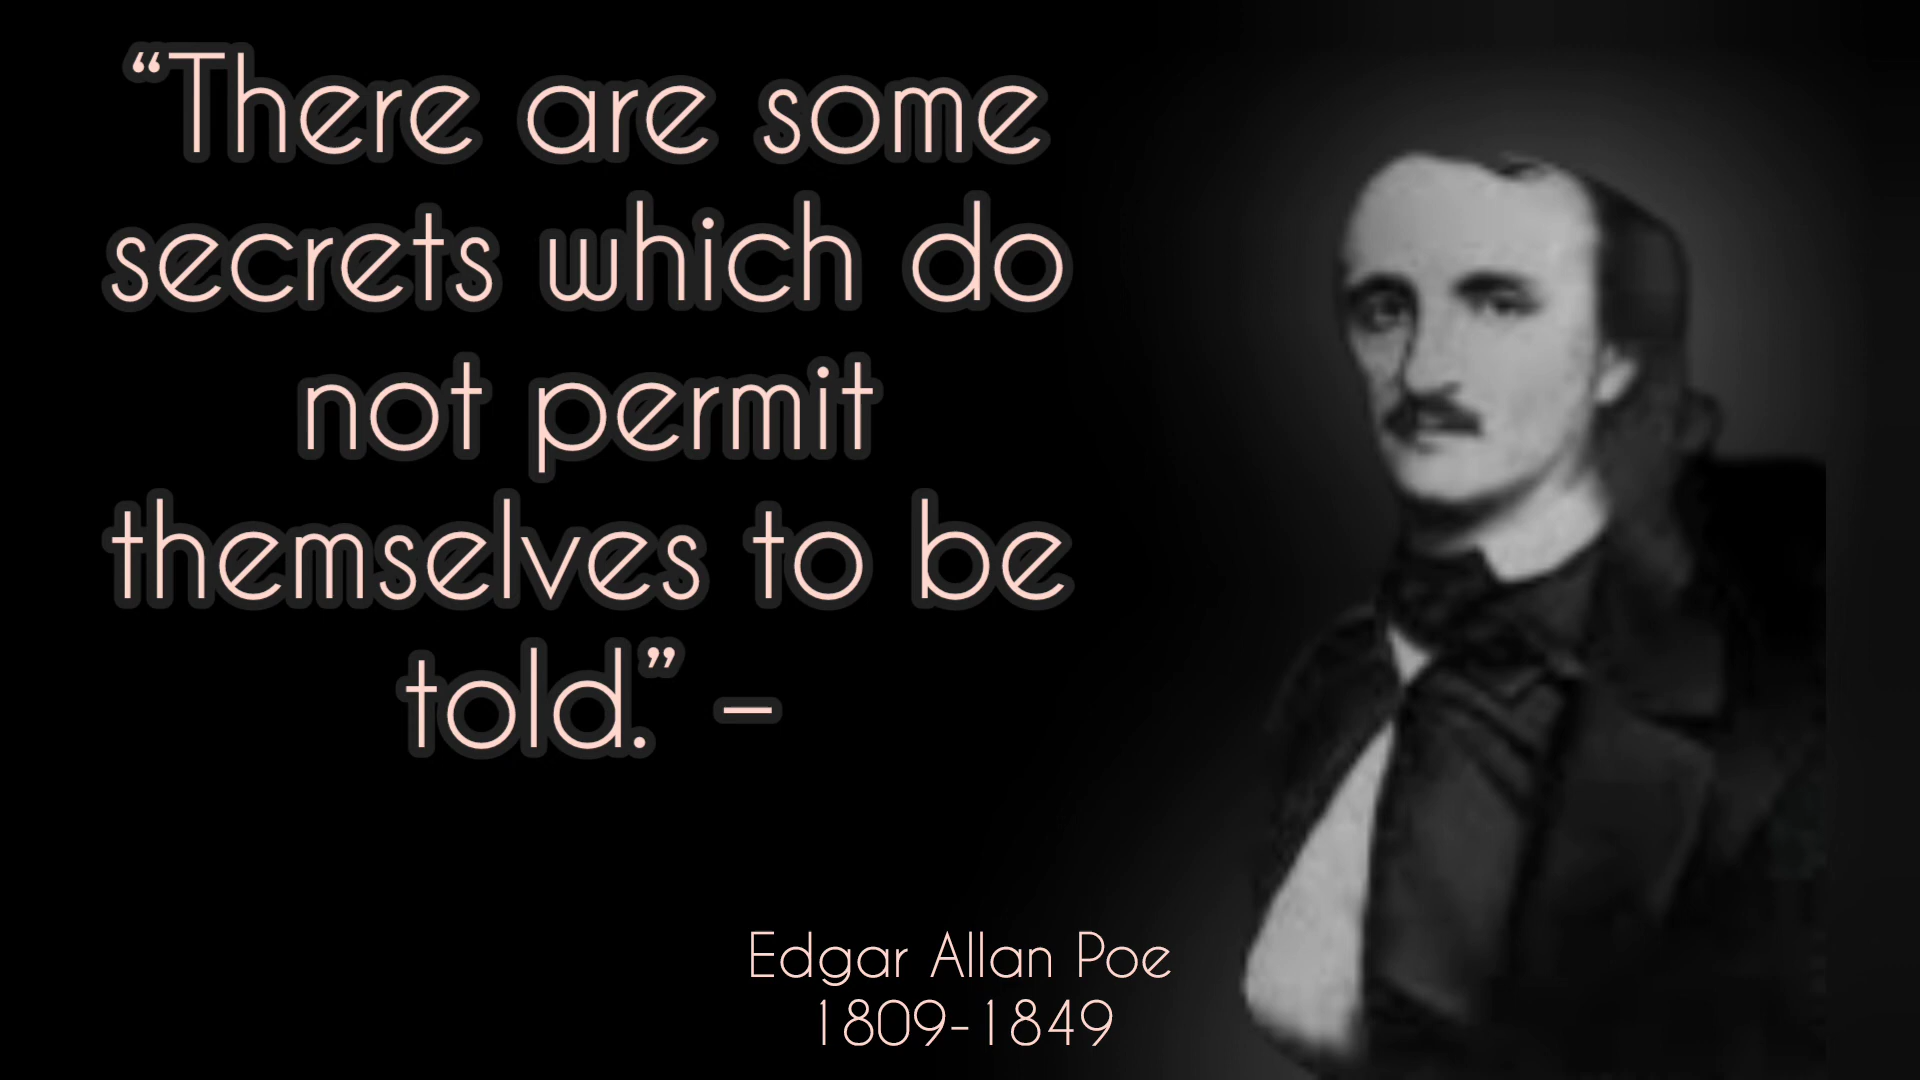 “There are some
secrets which do
not permit
themselves to be
told.” –
Edgar Allan Poe
1809-1849